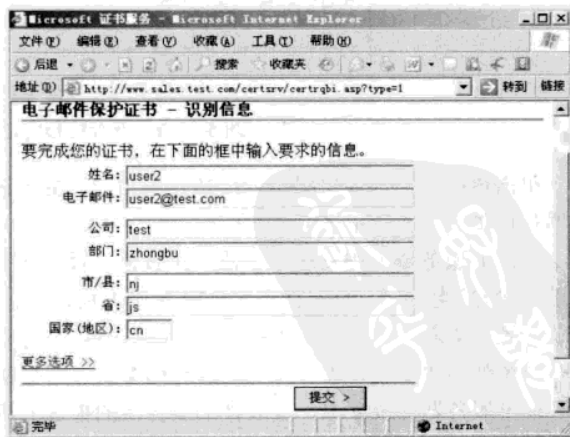 Microsoft 证书服务 - Microsoft Internet Explorer
文件(F) 编辑(E) 查看(V) 收藏(A) 工具(T) 帮助(H)
后退 搜索 收藏夹
地址(D) http://www.sales.test.com/certsrv/certrqbi.asp?type=1 转到 链接
电子邮件保护证书 - 识别信息
要完成您的证书，在下面的框中输入要求的信息。
姓名: user2
电子邮件: user2@test.com
公司: test
部门: zhongbu
市/县: nj
省: js
国家(地区): cn
更多选项 >>
提交 >
完毕 Internet